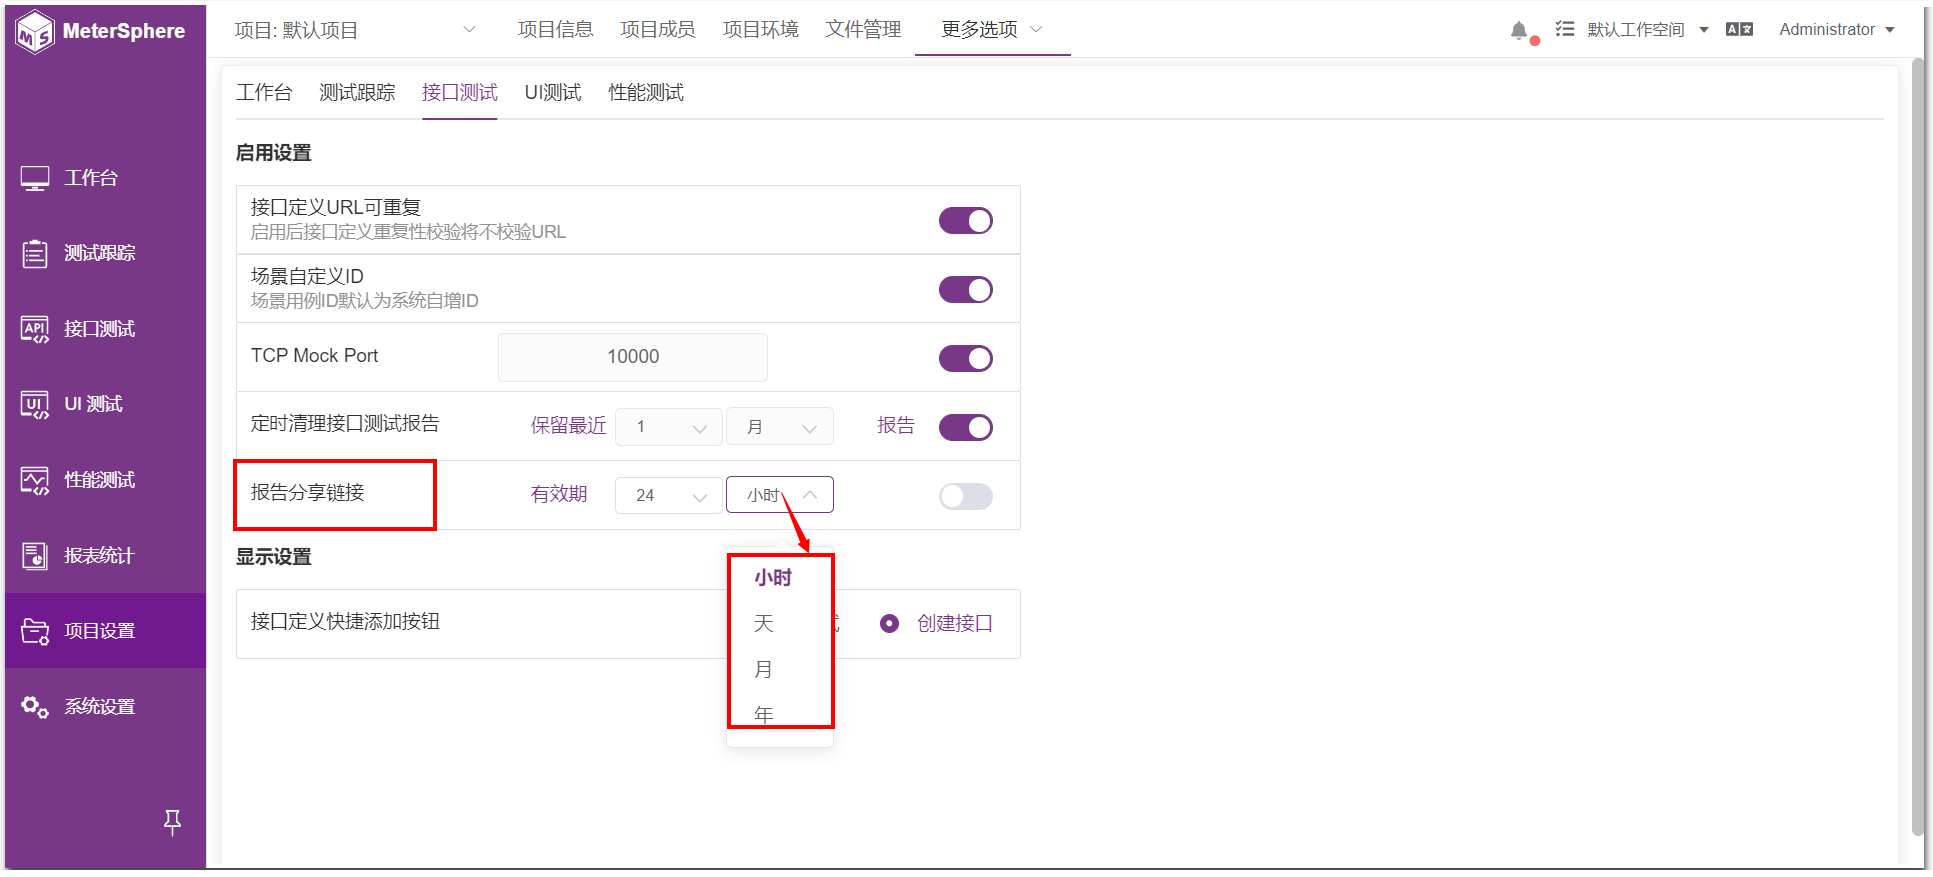 MeterSphere
项目: 默认项目
项目信息
项目成员
项目环境
文件管理
更多选项
默认工作空间
Administrator
工作台
测试跟踪
接口测试
UI 测试
性能测试
报表统计
项目设置
系统设置
工作台
测试跟踪
接口测试
UI测试
性能测试
启用设置
接口定义URL可重复
启用后接口定义重复性校验将不校验URL
场景自定义ID
场景用例ID默认为系统自增ID
TCP Mock Port
10000
定时清理接口测试报告
保留最近
1
月
报告
报告分享链接
有效期
24
小时
小时
天
月
年
显示设置
接口定义快捷添加按钮
创建接口